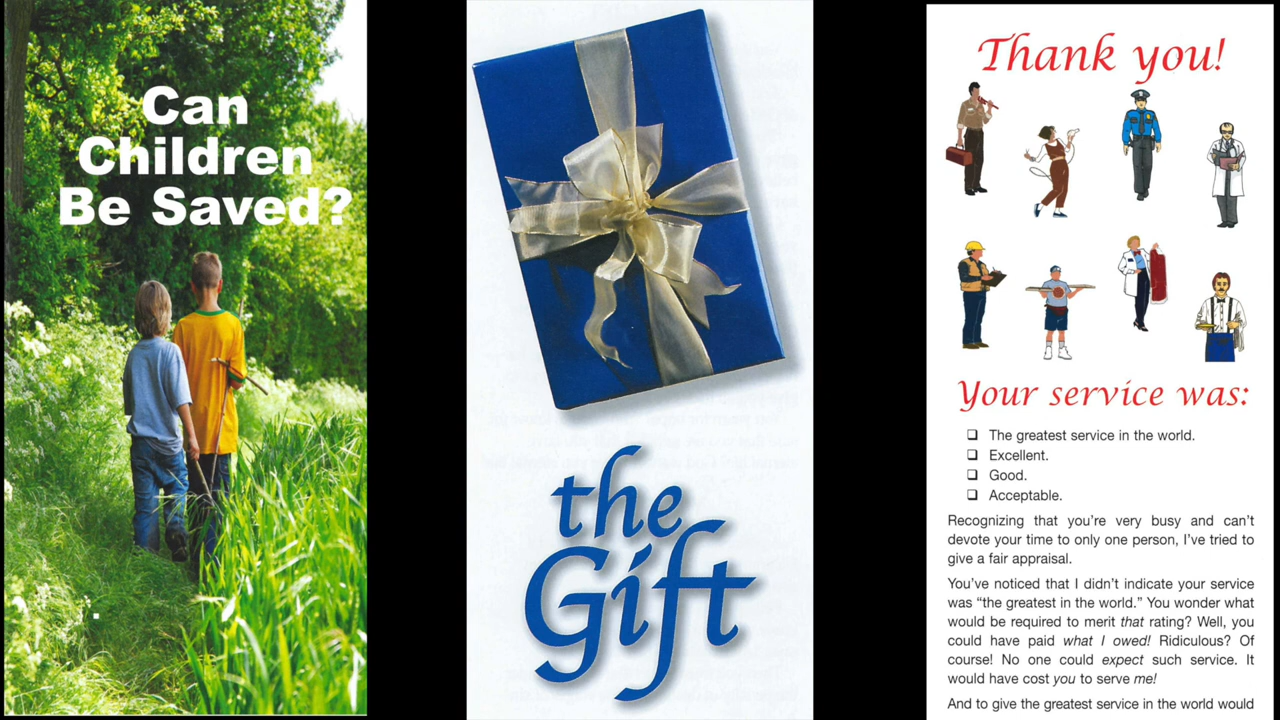 Can
Children
Be Saved?
the
Gift
Thank you!
Your service was:
❑ The greatest service in the world.
❑ Excellent.
❑ Good.
❑ Acceptable.
Recognizing that you're very busy and can't
devote your time to only one person, I've tried to
give a fair appraisal.
You've noticed that I didn't indicate your service
was “the greatest in the world.” You wonder what
would be required to merit that rating? Well, you
could have paid what I owed! Ridiculous? Of
course! No one could expect such service. It
would have cost you to serve me!
And to give the greatest service in the world would